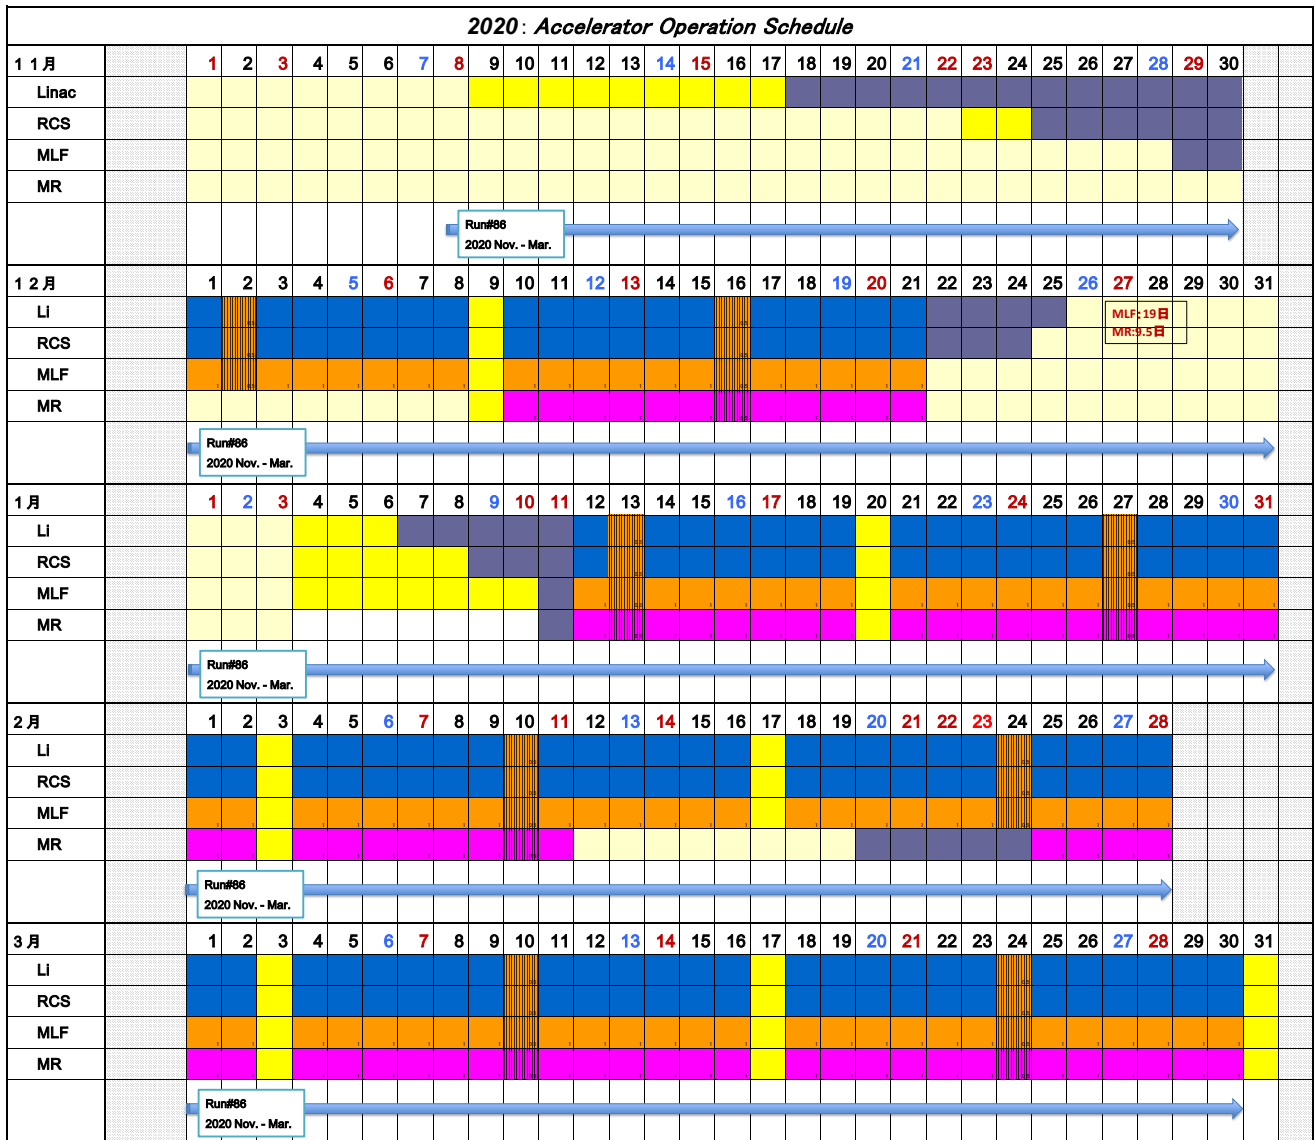 2020: Accelerator Operation Schedule
11月 1 2 3 4 5 6 7 8 9 10 11 12 13 14 15 16 17 18 19 20 21 22 23 24 25 26 27 28 29 30
Linac
RCS
MLF
MR
Run#86
2020 Nov. - Mar.
12月 1 2 3 4 5 6 7 8 9 10 11 12 13 14 15 16 17 18 19 20 21 22 23 24 25 26 27 28 29 30 31
Li
MLF:19日
RCS
MR:9.5日
MLF
MR
Run#86
2020 Nov. - Mar.
1月 1 2 3 4 5 6 7 8 9 10 11 12 13 14 15 16 17 18 19 20 21 22 23 24 25 26 27 28 29 30 31
Li
RCS
MLF
MR
Run#86
2020 Nov. - Mar.
2月 1 2 3 4 5 6 7 8 9 10 11 12 13 14 15 16 17 18 19 20 21 22 23 24 25 26 27 28
Li
RCS
MLF
MR
Run#86
2020 Nov. - Mar.
3月 1 2 3 4 5 6 7 8 9 10 11 12 13 14 15 16 17 18 19 20 21 22 23 24 25 26 27 28 29 30 31
Li
RCS
MLF
MR
Run#86
2020 Nov. - Mar.